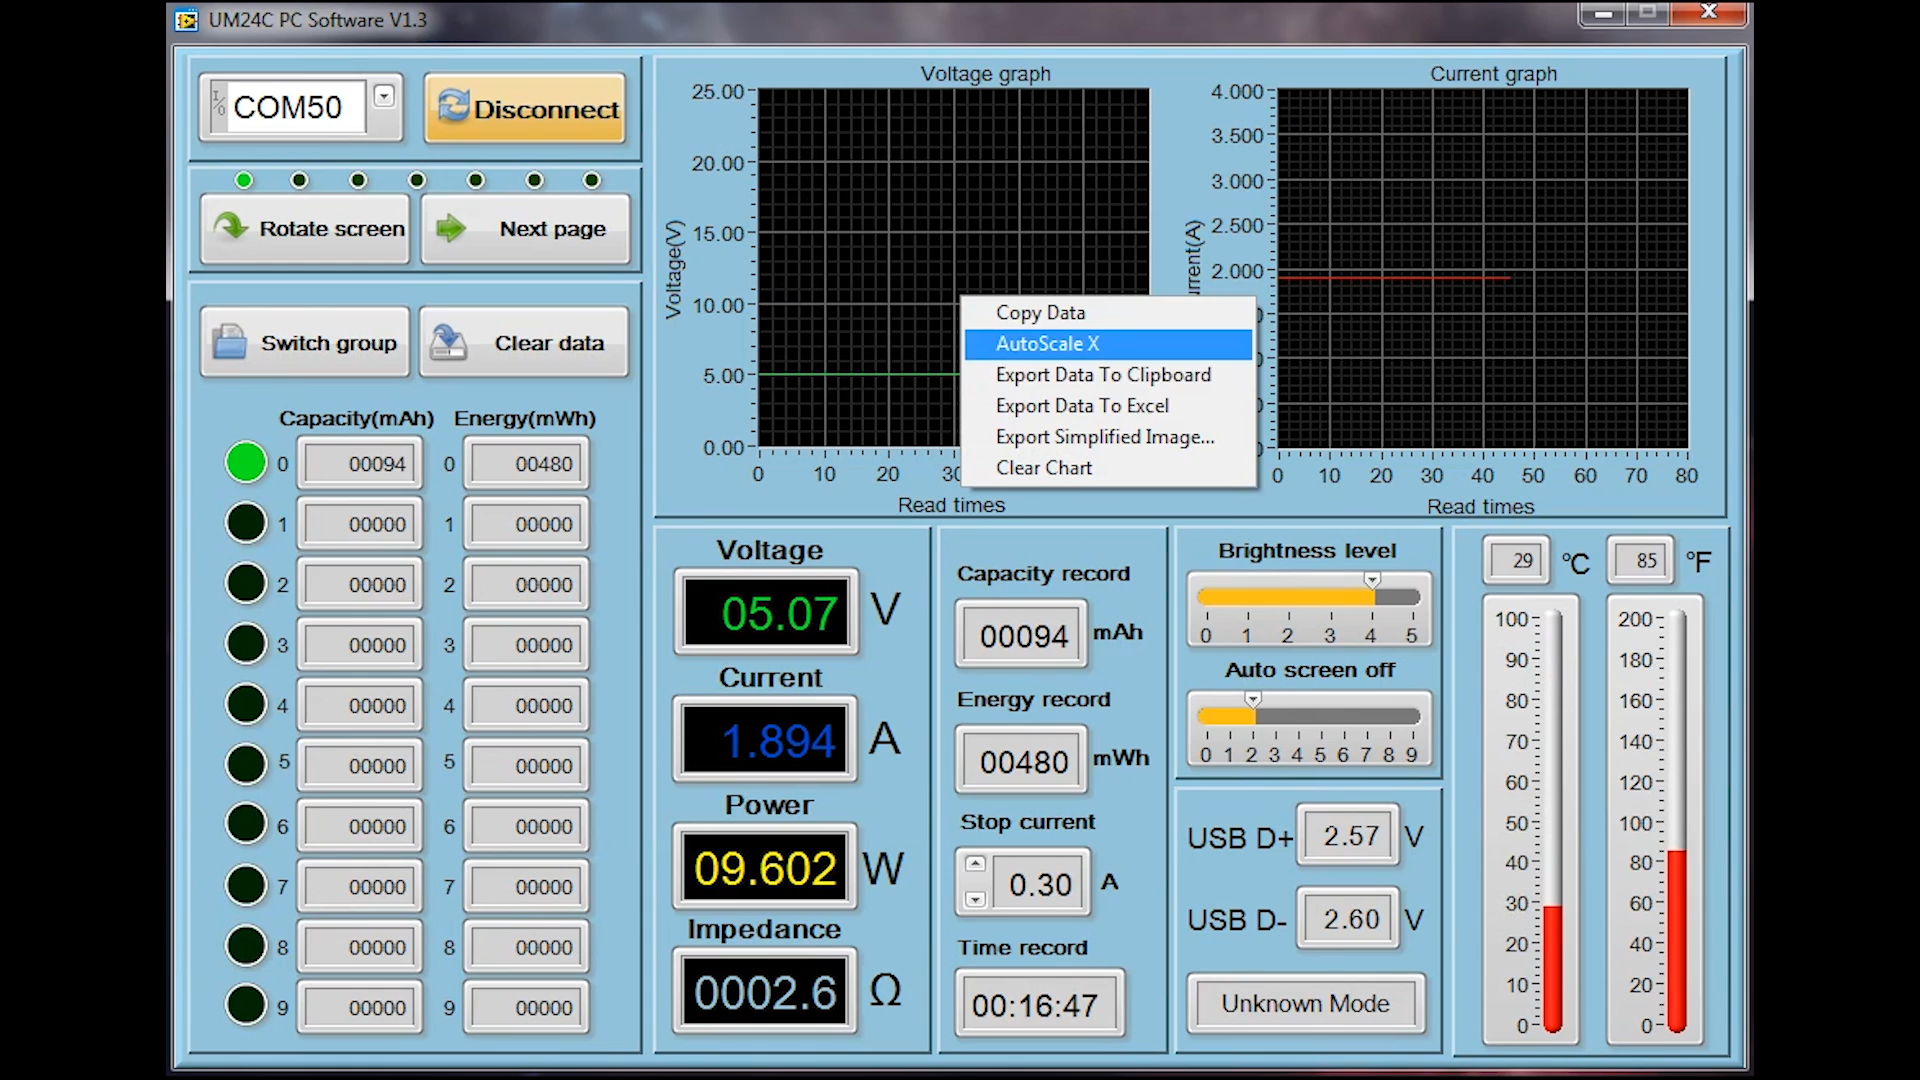 UM24C PC Software V1.3
COM50
Disconnect
Rotate screen
Next page
Switch group
Clear data
Capacity(mAh) Energy(mWh)
0 00094 0 00480
1 00000 1 00000
2 00000 2 00000
3 00000 3 00000
4 00000 4 00000
5 00000 5 00000
6 00000 6 00000
7 00000 7 00000
8 00000 8 00000
9 00000 9 00000
Voltage graph
25.00
20.00
15.00
10.00
5.00
0.00
Voltage(V)
0 10 20
Read times
Copy Data
AutoScale X
Export Data To Clipboard
Export Data To Excel
Export Simplified Image...
Clear Chart
Current graph
4.000
3.500
3.000
2.500
2.000
0 10 20 30 40 50 60 70 80
Read times
Voltage
05.07 V
Current
1.894 A
Power
09.602 W
Impedance
0002.6 Ω
Capacity record
00094 mAh
Energy record
00480 mWh
Stop current
0.30 A
Time record
00:16:47
Brightness level
0 1 2 3 4 5
Auto screen off
0 1 2 3 4 5 6 7 8 9
USB D+ 2.57 V
USB D- 2.60 V
Unknown Mode
29 °C
100
90
80
70
60
50
40
30
20
10
0
85 °F
200
180
160
140
120
100
80
60
40
20
0